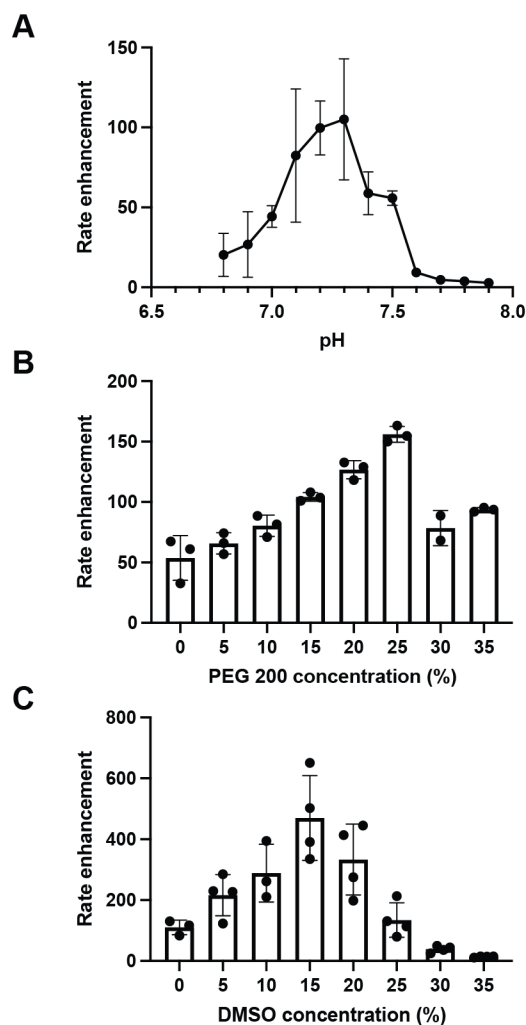 A
Rate enhancement
150
100
50
0
6.5 7.0 7.5 8.0
pH
B
Rate enhancement
200
150
100
50
0
0 5 10 15 20 25 30 35
PEG 200 concentration (%)
C
Rate enhancement
800
600
400
200
0
0 5 10 15 20 25 30 35
DMSO concentration (%)